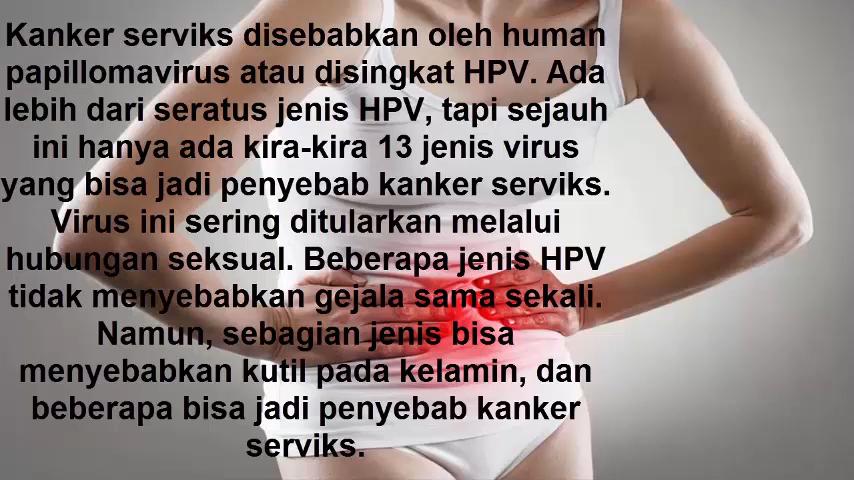 Kanker serviks disebabkan oleh human
papillomavirus atau disingkat HPV. Ada
lebih dari seratus jenis HPV, tapi sejauh
ini hanya ada kira-kira 13 jenis virus
yang bisa jadi penyebab kanker serviks.
Virus ini sering ditularkan melalui
hubungan seksual. Beberapa jenis HPV
tidak menyebabkan gejala sama sekali.
Namun, sebagian jenis bisa
menyebabkan kutil pada kelamin, dan
beberapa bisa jadi penyebab kanker
serviks.